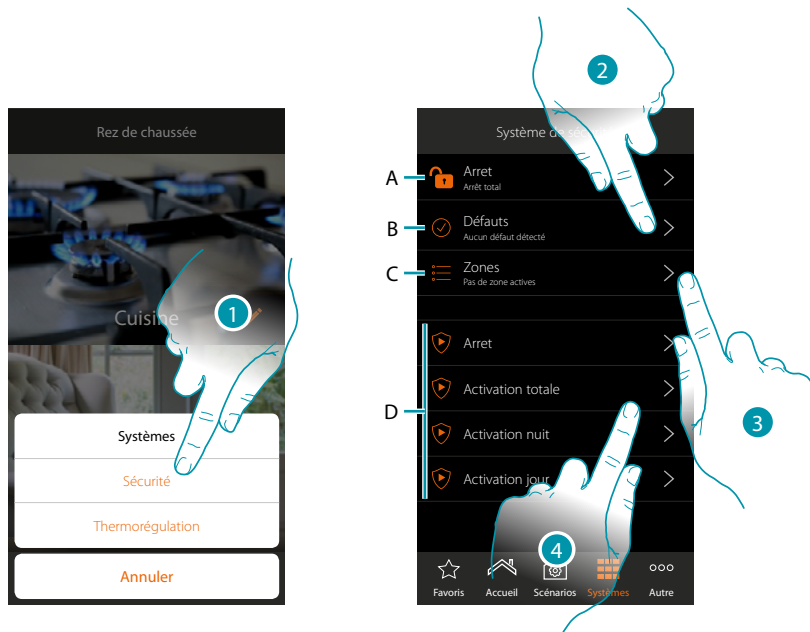 Rez de chaussée
Cuisine
1
Systèmes
Sécurité
Thermorégulation
Annuler
2
Système de
A
Arret
Arrêt total
B
Défauts
Aucun défaut détecté
C
Zones
Pas de zone actives
D
Arret
Activation totale
Activation nuit
Activation jour
3
4
Favoris
Accueil
Scénarios
Systèmes
Autre